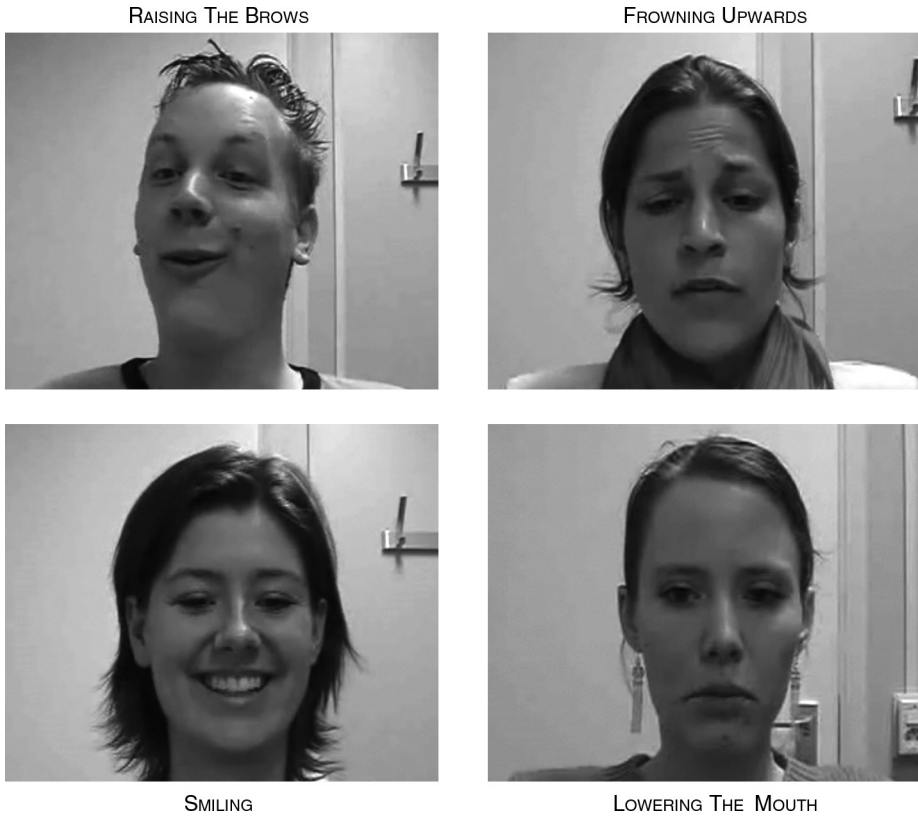 Raising The Brows
Frowning Upwards
Smiling
Lowering The Mouth